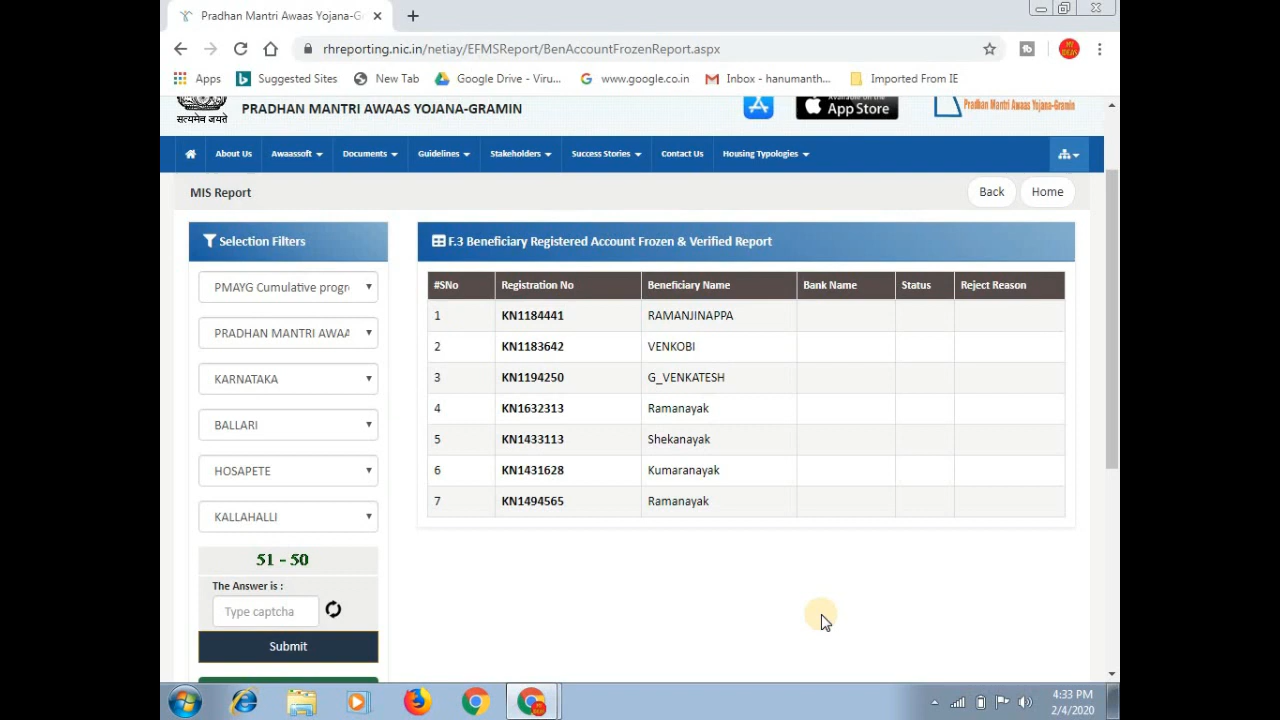 Pradhan Mantri Awaas Yojana-G
rhreporting.nic.in/netiay/EFMSReport/BenAccountFrozenReport.aspx
Apps Suggested Sites New Tab Google Drive - Viru... www.google.co.in Inbox - hanumanth... Imported From IE
सत्यमेव जयते
PRADHAN MANTRI AWAAS YOJANA-GRAMIN
App Store
Pradhan Mantri Awaas Yojana-Gramin
About Us Awaassoft Documents Guidelines Stakeholders Success Stories Contact Us Housing Typologies
MIS Report Back Home
Selection Filters
PMAYG Cumulative progr
PRADHAN MANTRI AWAA
KARNATAKA
BALLARI
HOSAPETE
KALLAHALLI
51 - 50
The Answer is :
Type captcha
Submit
F.3 Beneficiary Registered Account Frozen & Verified Report
#SNo Registration No Beneficiary Name Bank Name Status Reject Reason
1 KN1184441 RAMANJINAPPA
2 KN1183642 VENKOBI
3 KN1194250 G_VENKATESH
4 KN1632313 Ramanayak
5 KN1433113 Shekanayak
6 KN1431628 Kumaranayak
7 KN1494565 Ramanayak
4:33 PM
2/4/2020